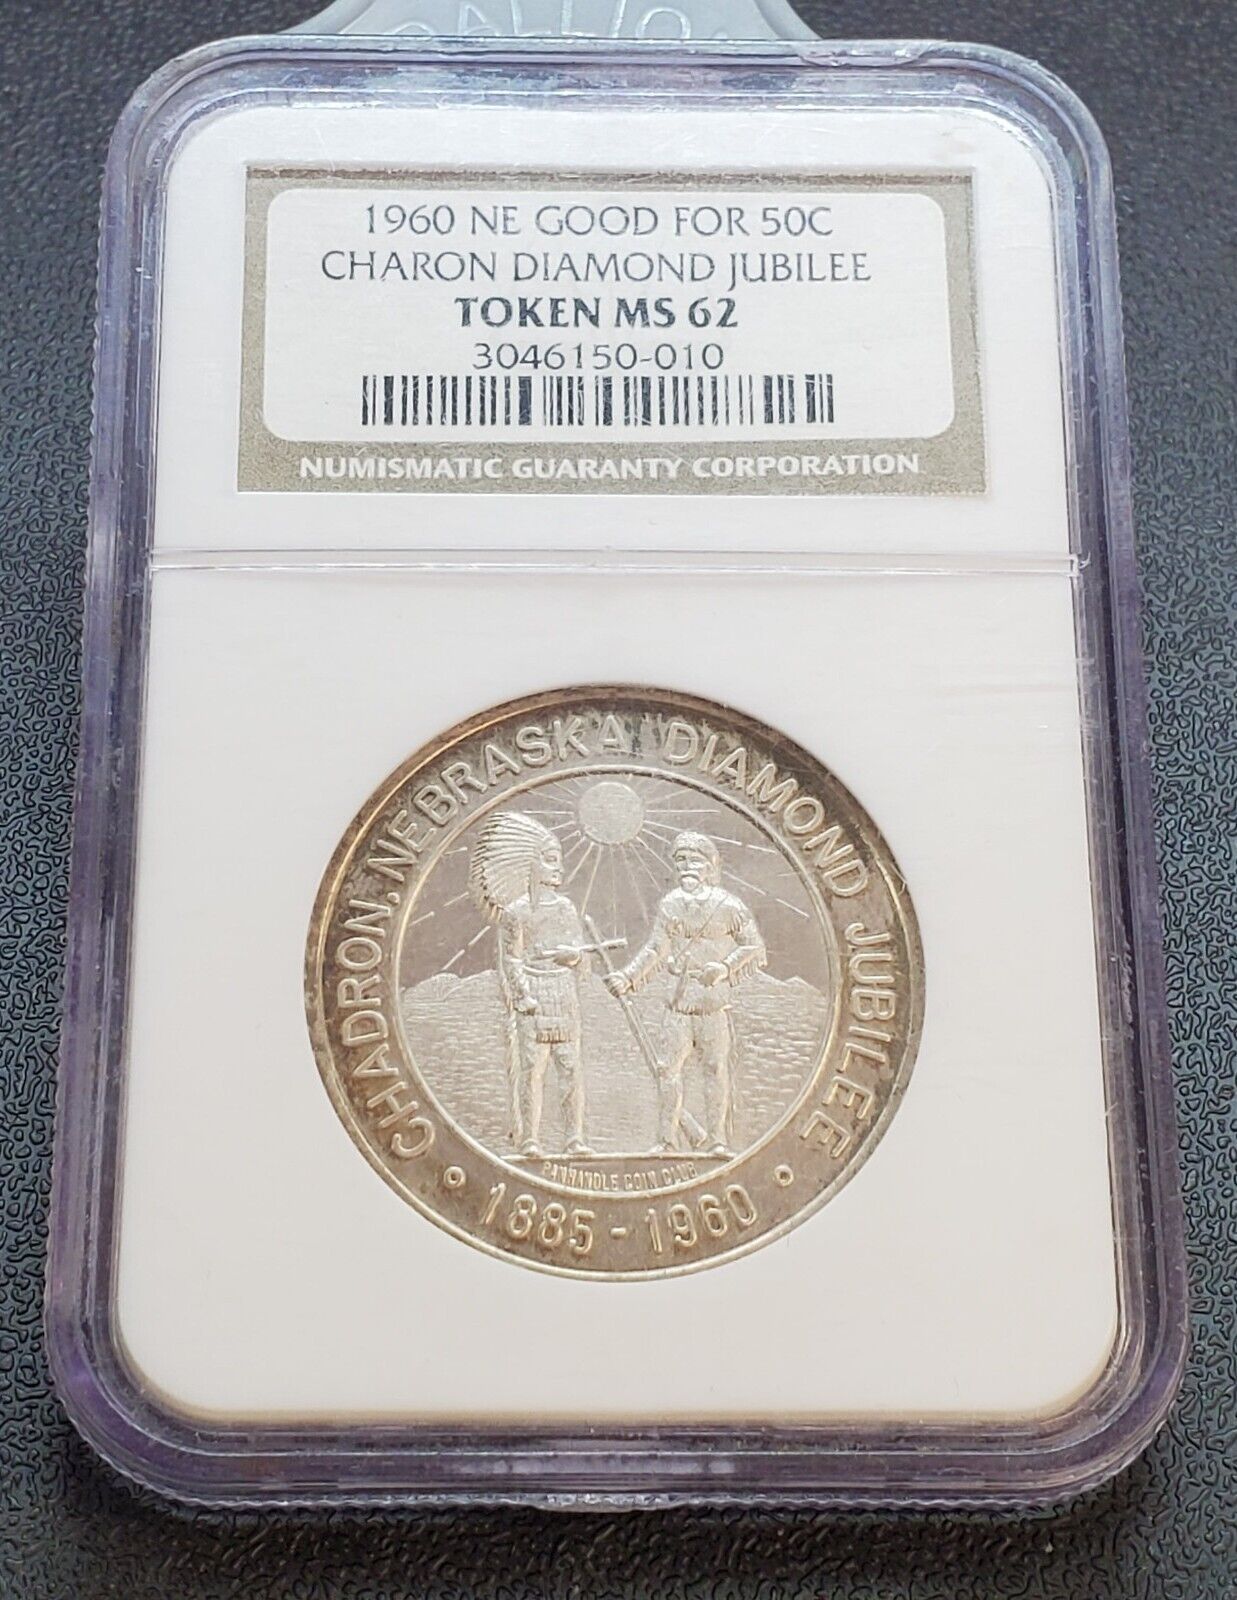 1960 NE GOOD FOR 50C
CHARON DIAMOND JUBILEE
TOKEN MS 62
3046150-010
NUMISMATIC GUARANTY CORPORATION
CHADRON, NEBRASKA DIAMOND JUBILEE
PANHANDLE COIN CLUB
1885 - 1960